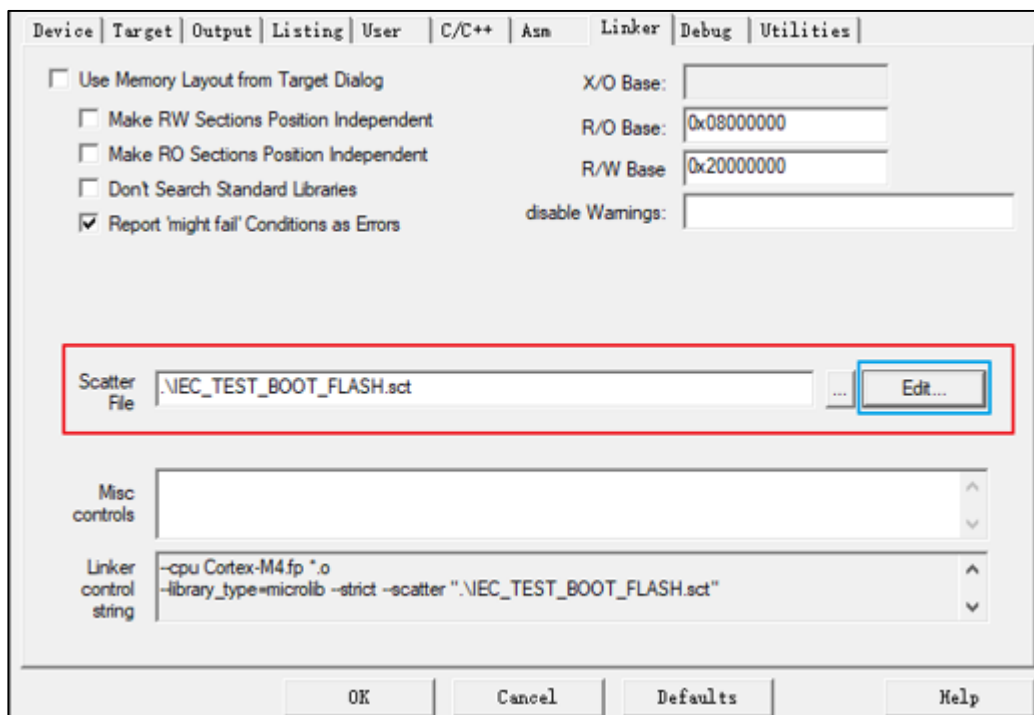 Device Target Output Listing User C/C++ Asm Linker Debug Utilities
Use Memory Layout from Target Dialog
Make RW Sections Position Independent
Make RO Sections Position Independent
Don't Search Standard Libraries
Report 'might fail' Conditions as Errors
X/O Base:
R/O Base: 0x08000000
R/W Base 0x20000000
disable Warnings:
Scatter
File
.\IEC_TEST_BOOT_FLASH.sct
...
Edit...
Misc
controls
Linker
control
string
--cpu Cortex-M4.fp *.o
--library_type=microlib --strict --scatter ".\IEC_TEST_BOOT_FLASH.sct"
OK Cancel Defaults Help